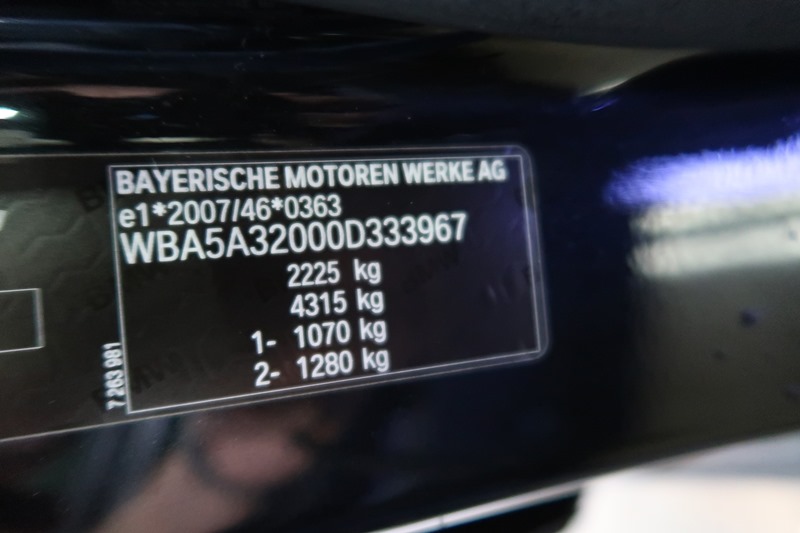 BAYERISCHE MOTOREN WERKE AG
e1*2007/46*0363
WBA5A32000D333967
2225 kg
4315 kg
1- 1070 kg
2- 1280 kg
7 263 981